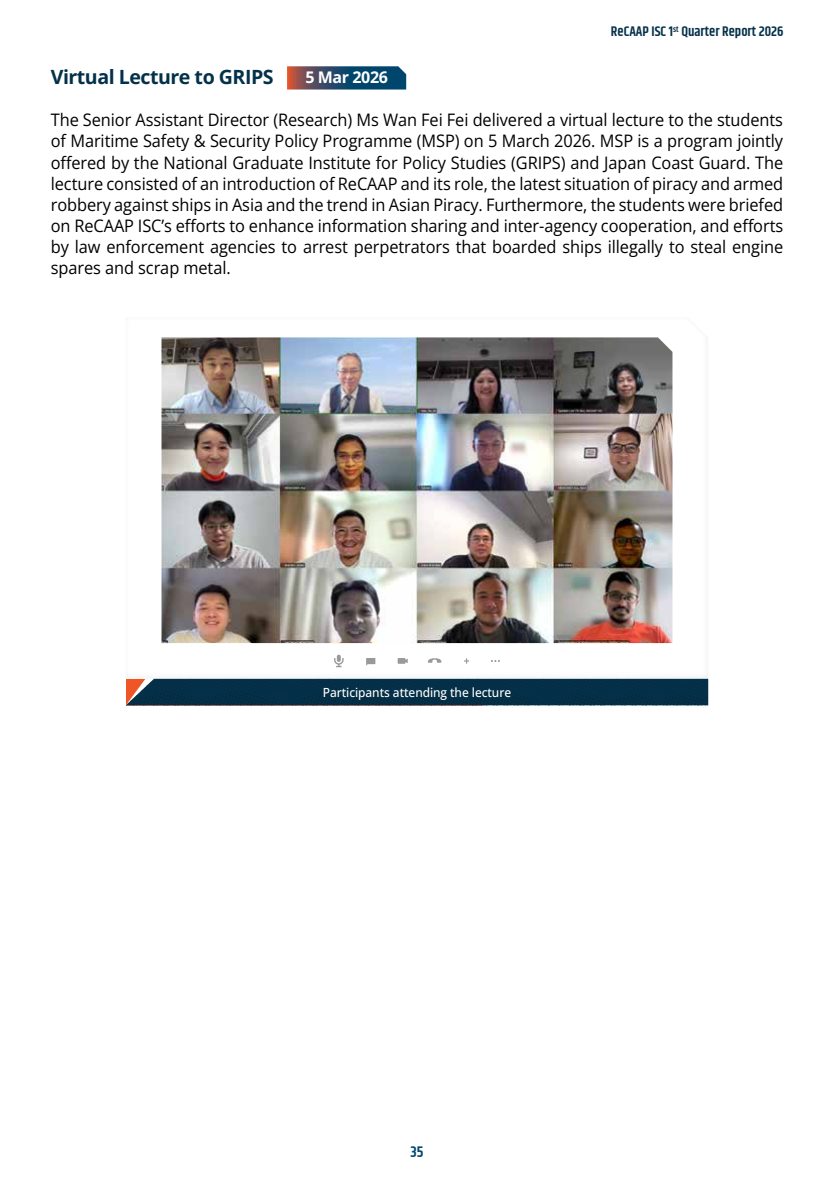 ReCAAP ISC 1st Quarter Report 2026
Virtual Lecture to GRIPS
5 Mar 2026
The Senior Assistant Director (Research) Ms Wan Fei Fei delivered a virtual lecture to the students
of Maritime Safety & Security Policy Programme (MSP) on 5 March 2026. MSP is a program jointly
offered by the National Graduate Institute for Policy Studies (GRIPS) and Japan Coast Guard. The
lecture consisted of an introduction of ReCAAP and its role, the latest situation of piracy and armed
robbery against ships in Asia and the trend in Asian Piracy. Furthermore, the students were briefed
on ReCAAP ISC’s efforts to enhance information sharing and inter-agency cooperation, and efforts
by law enforcement agencies to arrest perpetrators that boarded ships illegally to steal engine
spares and scrap metal.
Participants attending the lecture
35